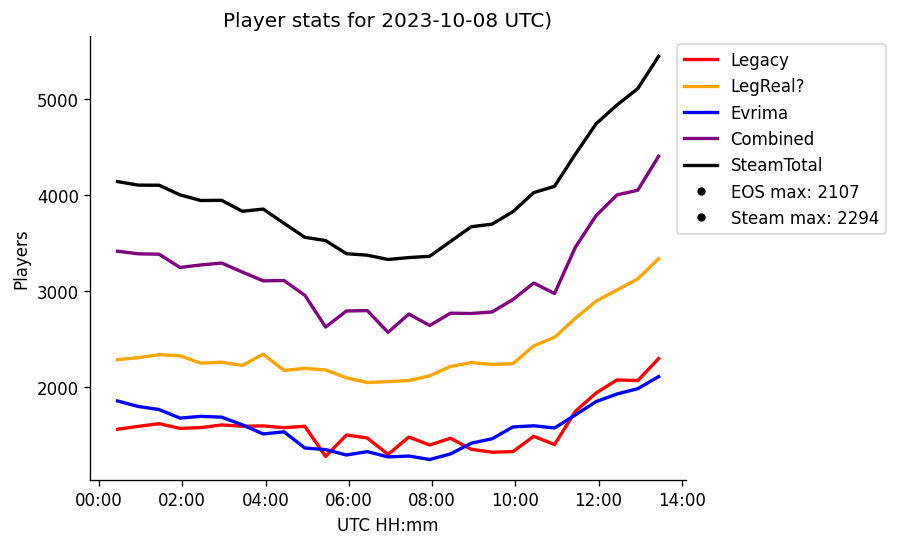 Player stats for 2023-10-08 UTC)
Legacy
LegReal?
Evrima
Combined
SteamTotal
EOS max: 2107
Steam max: 2294
5000
4000
3000
2000
Players
00:00 02:00 04:00 06:00 08:00 10:00 12:00 14:00
UTC HH:mm